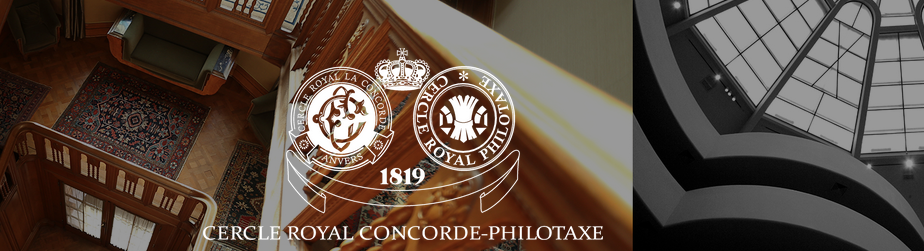 CERCLE ROYAL LA CONCORDE
ANVERS
* CERCLE ROYAL PHILOTAXE
1819
CERCLE ROYAL CONCORDE-PHILOTAXE